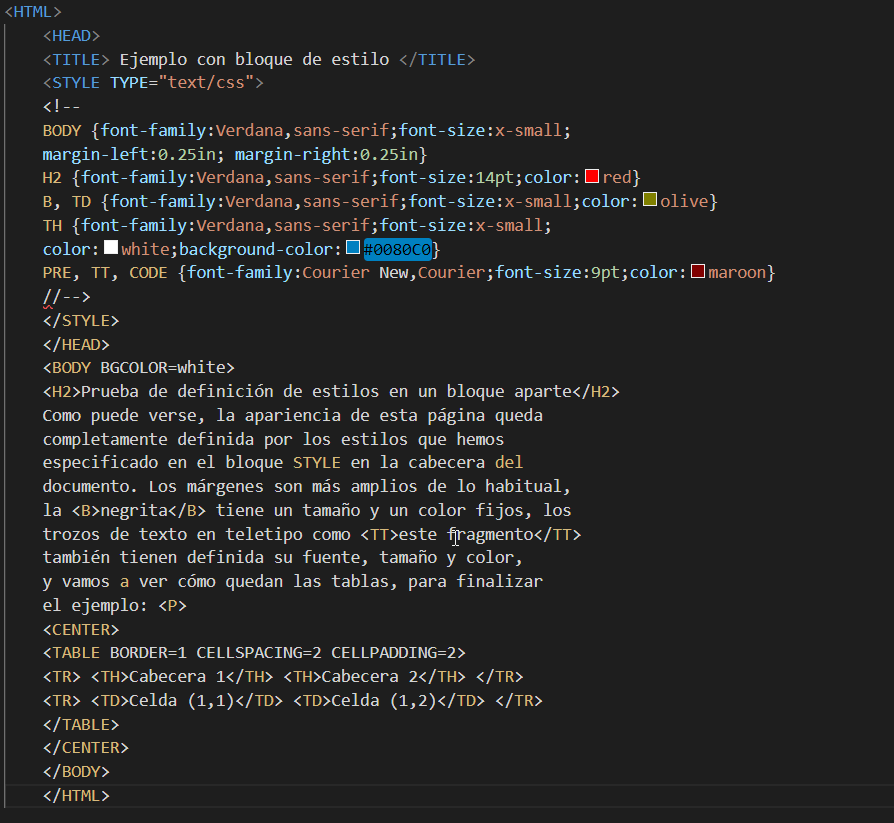 <HTML>
<HEAD>
<TITLE> Ejemplo con bloque de estilo </TITLE>
<STYLE TYPE="text/css">
<!--
BODY {font-family:Verdana,sans-serif;font-size:x-small;
margin-left:0.25in; margin-right:0.25in}
H2 {font-family:Verdana,sans-serif;font-size:14pt;color:red}
B, TD {font-family:Verdana,sans-serif;font-size:x-small;color:olive}
TH {font-family:Verdana,sans-serif;font-size:x-small;
color:white;background-color:#0080C0}
PRE, TT, CODE {font-family:Courier New,Courier;font-size:9pt;color:maroon}
//-->
</STYLE>
</HEAD>
<BODY BGCOLOR=white>
<H2>Prueba de definición de estilos en un bloque aparte</H2>
Como puede verse, la apariencia de esta página queda
completamente definida por los estilos que hemos
especificado en el bloque STYLE en la cabecera del
documento. Los márgenes son más amplios de lo habitual,
la <B>negrita</B> tiene un tamaño y un color fijos, los
trozos de texto en teletipo como <TT>este fragmento</TT>
también tienen definida su fuente, tamaño y color,
y vamos a ver cómo quedan las tablas, para finalizar
el ejemplo: <P>
<CENTER>
<TABLE BORDER=1 CELLSPACING=2 CELLPADDING=2>
<TR> <TH>Cabecera 1</TH> <TH>Cabecera 2</TH> </TR>
<TR> <TD>Celda (1,1)</TD> <TD>Celda (1,2)</TD> </TR>
</TABLE>
</CENTER>
</BODY>
</HTML>